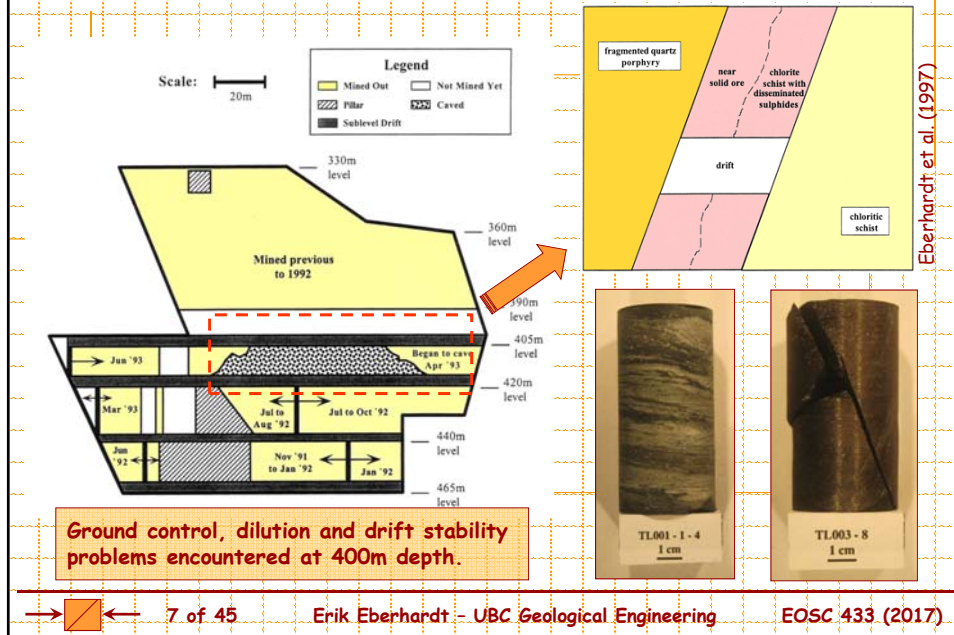 Scale:
20m
Legend
Mined Out
Not Mined Yet
Pillar
Caved
Sublevel Drift
330m
level
360m
level
Mined previous
to 1992
390m
level
405m
level
Jun `93
Began to cave
Apr `93
420m
level
Mar `93
Jul to
Aug `92
Jul to Oct `92
440m
level
Jun
`92
Nov `91
to Jan `92
Jan `92
465m
level
fragmented quartz
porphyry
near
solid ore
chlorite
schist with
disseminated
sulphides
drift
chloritic
schist
Eberhardt et al. (1997)
TL001 - 1 - 4
1 cm
TL003 - 8
1 cm
Ground control, dilution and drift stability
problems encountered at 400m depth.
7 of 45
Erik Eberhardt – UBC Geological Engineering
EOSC 433 (2017)